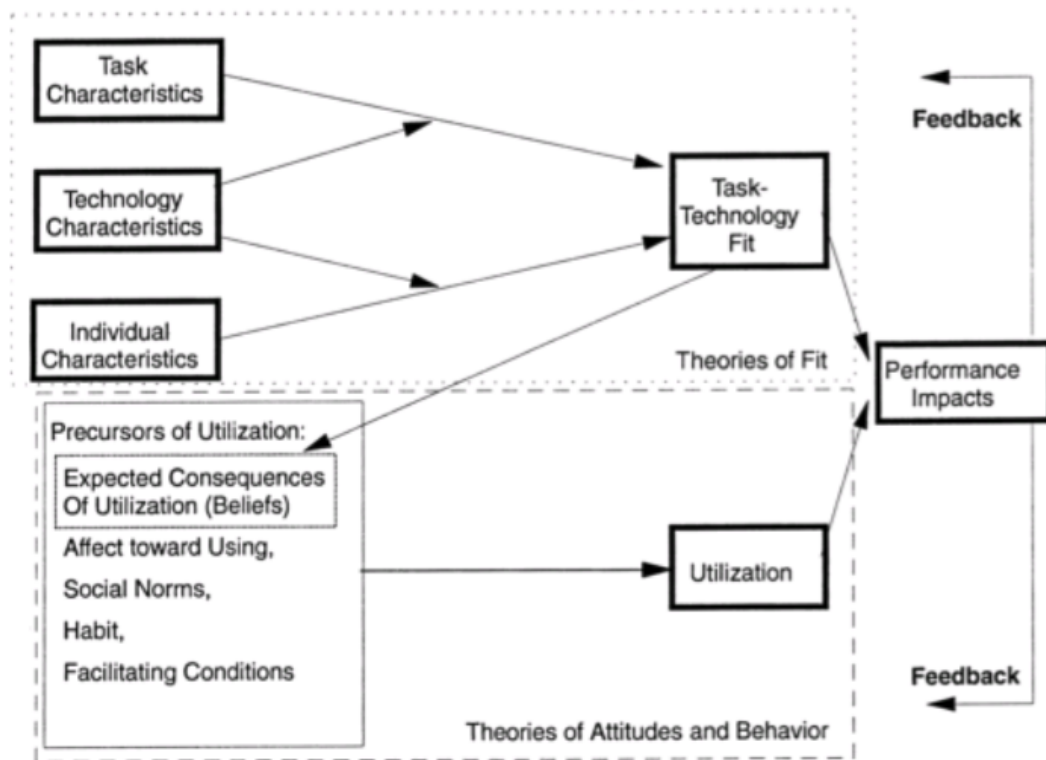 Task
Characteristics
Technology
Characteristics
Individual
Characteristics
Task-
Technology
Fit
Theories of Fit
Feedback
Performance
Impacts
Precursors of Utilization:
Expected Consequences
Of Utilization (Beliefs)
Affect toward Using,
Social Norms,
Habit,
Facilitating Conditions
Utilization
Theories of Attitudes and Behavior
Feedback